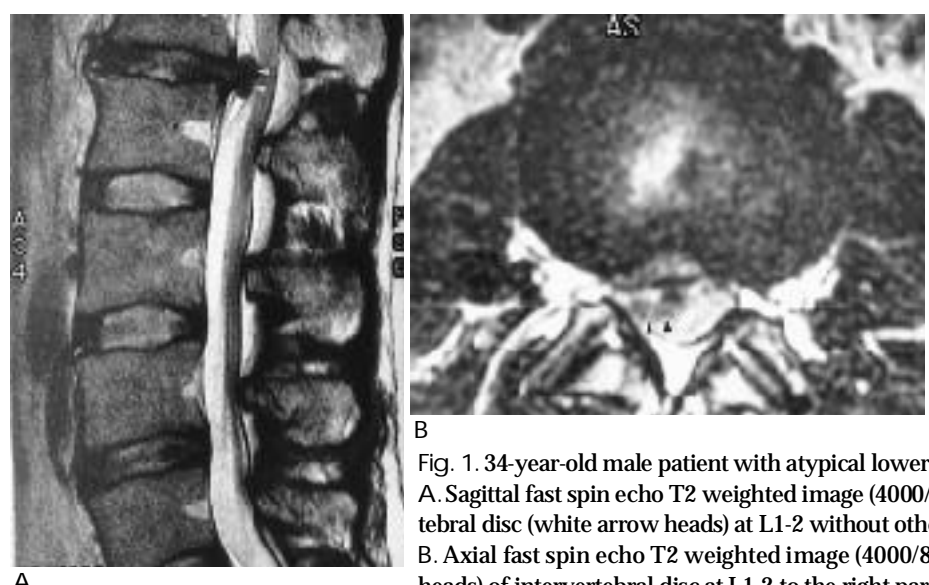 AS
A
3
4
B
Fig. 1. 34-year-old male patient with atypical lower
A. Sagittal fast spin echo T2 weighted image (4000/
tebral disc (white arrow heads) at L1-2 without othe
B. Axial fast spin echo T2 weighted image (4000/8
heads) of intervertebral disc at L1-2 to the right par
A